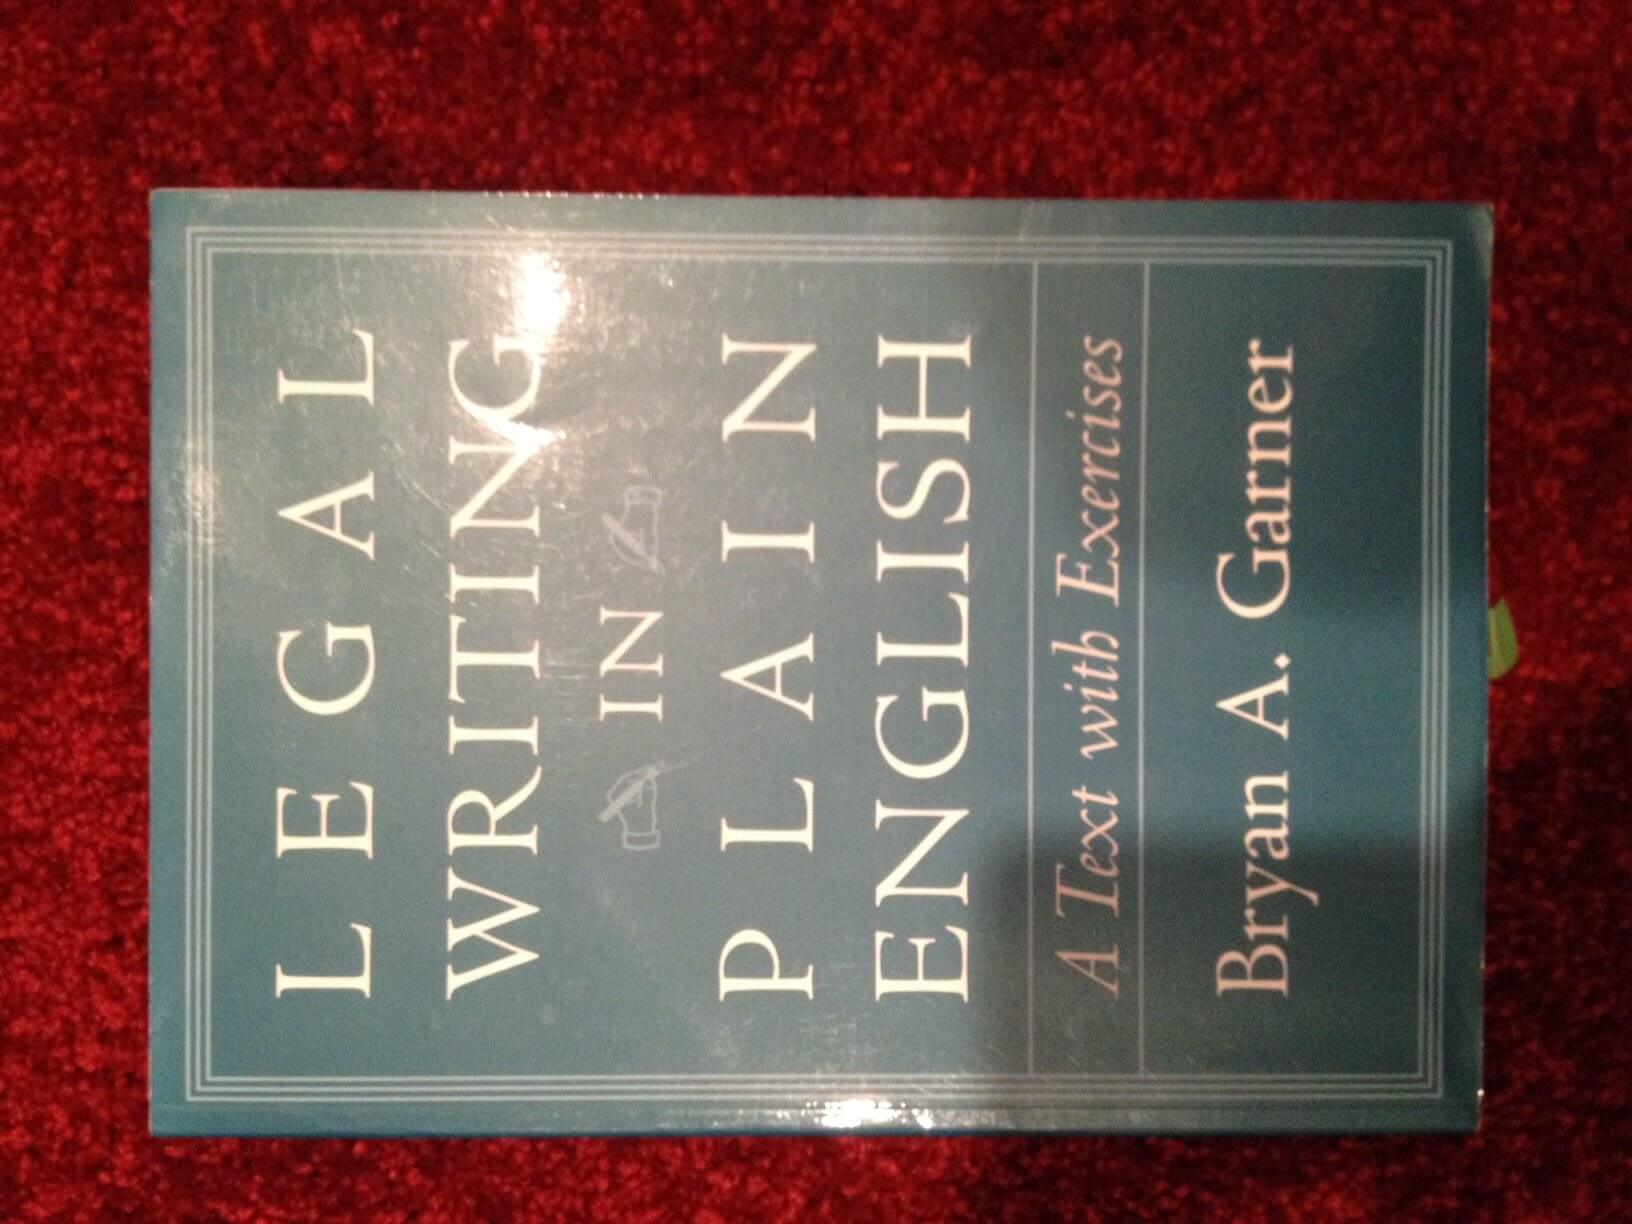 LEGAL
WRITING
IN
PLAIN
ENGLISH
A Text with Exercises
Bryan A. Garner